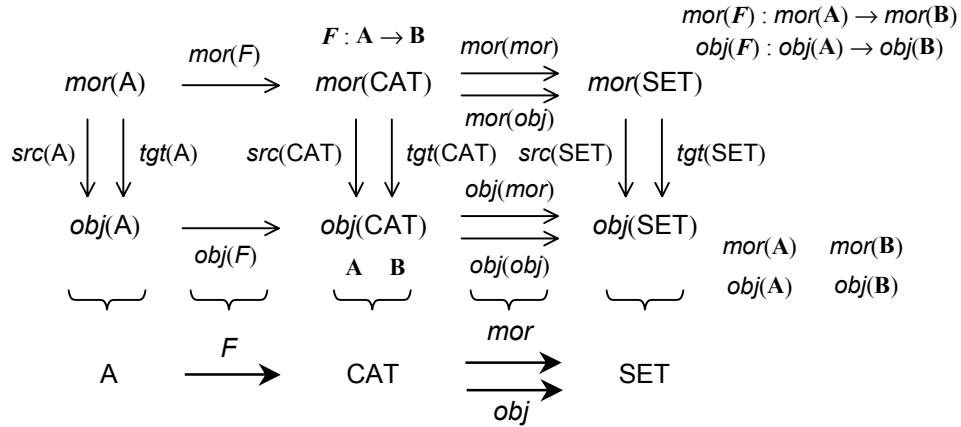 F : A → B
mor(F) : mor(A) → mor(B)
obj(F) : obj(A) → obj(B)
mor(F)
mor(mor)
mor(A)
mor(CAT)
mor(SET)
mor(obj)
src(A)
tgt(A)
src(CAT)
tgt(CAT)
src(SET)
tgt(SET)
obj(mor)
obj(A)
obj(CAT)
obj(SET)
obj(F)
obj(obj)
A B
mor(A) mor(B)
obj(A) obj(B)
F
mor
A
CAT
SET
obj